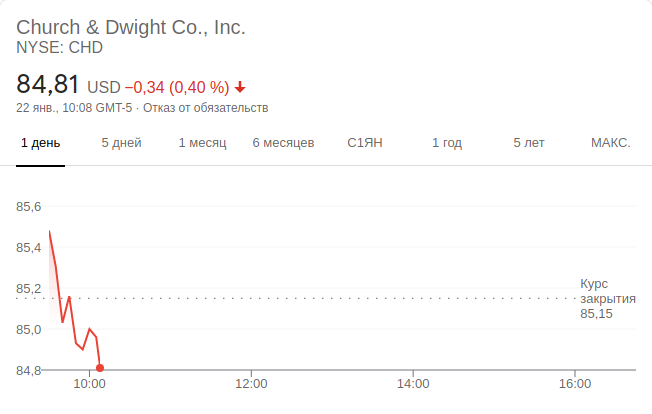 Church & Dwight Co., Inc.
NYSE: CHD
84,81 USD −0,34 (0,40 %)
22 янв., 10:08 GMT-5 · Отказ от обязательств
1 день 5 дней 1 месяц 6 месяцев С1ЯН 1 год 5 лет МАКС.
85,6
85,4
85,2
85,0
84,8
Курс
закрытия
85,15
10:00 12:00 14:00 16:00